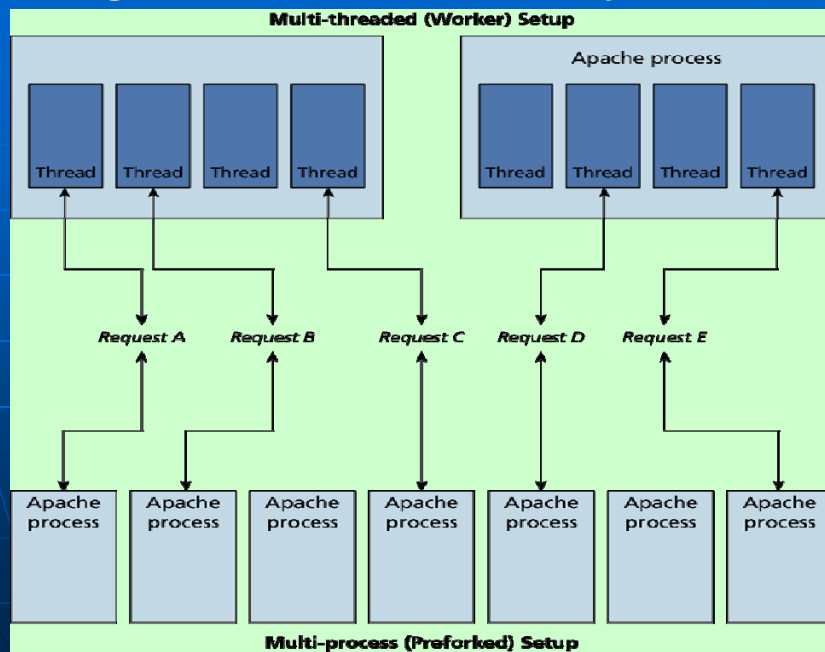 Multi-threaded (Worker) Setup
Apache process
Thread Thread Thread Thread Thread Thread Thread Thread
Request A Request B Request C Request D Request E
Apache process Apache process Apache process Apache process Apache process Apache process Apache process
Multi-process (Preforked) Setup